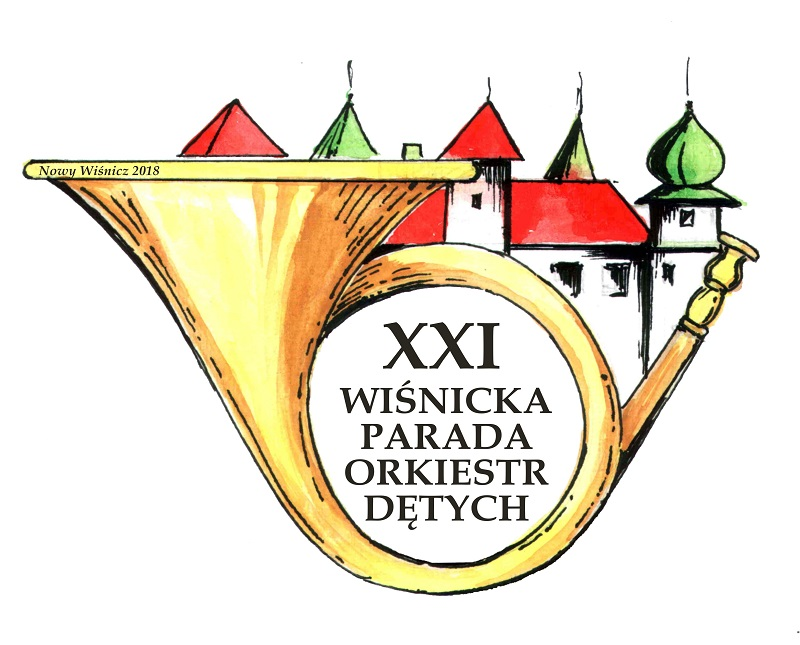 Nowy Wiśnicz 2018
XXI
WIŚNICKA
PARADA
ORKIESTR
DĘTYCH